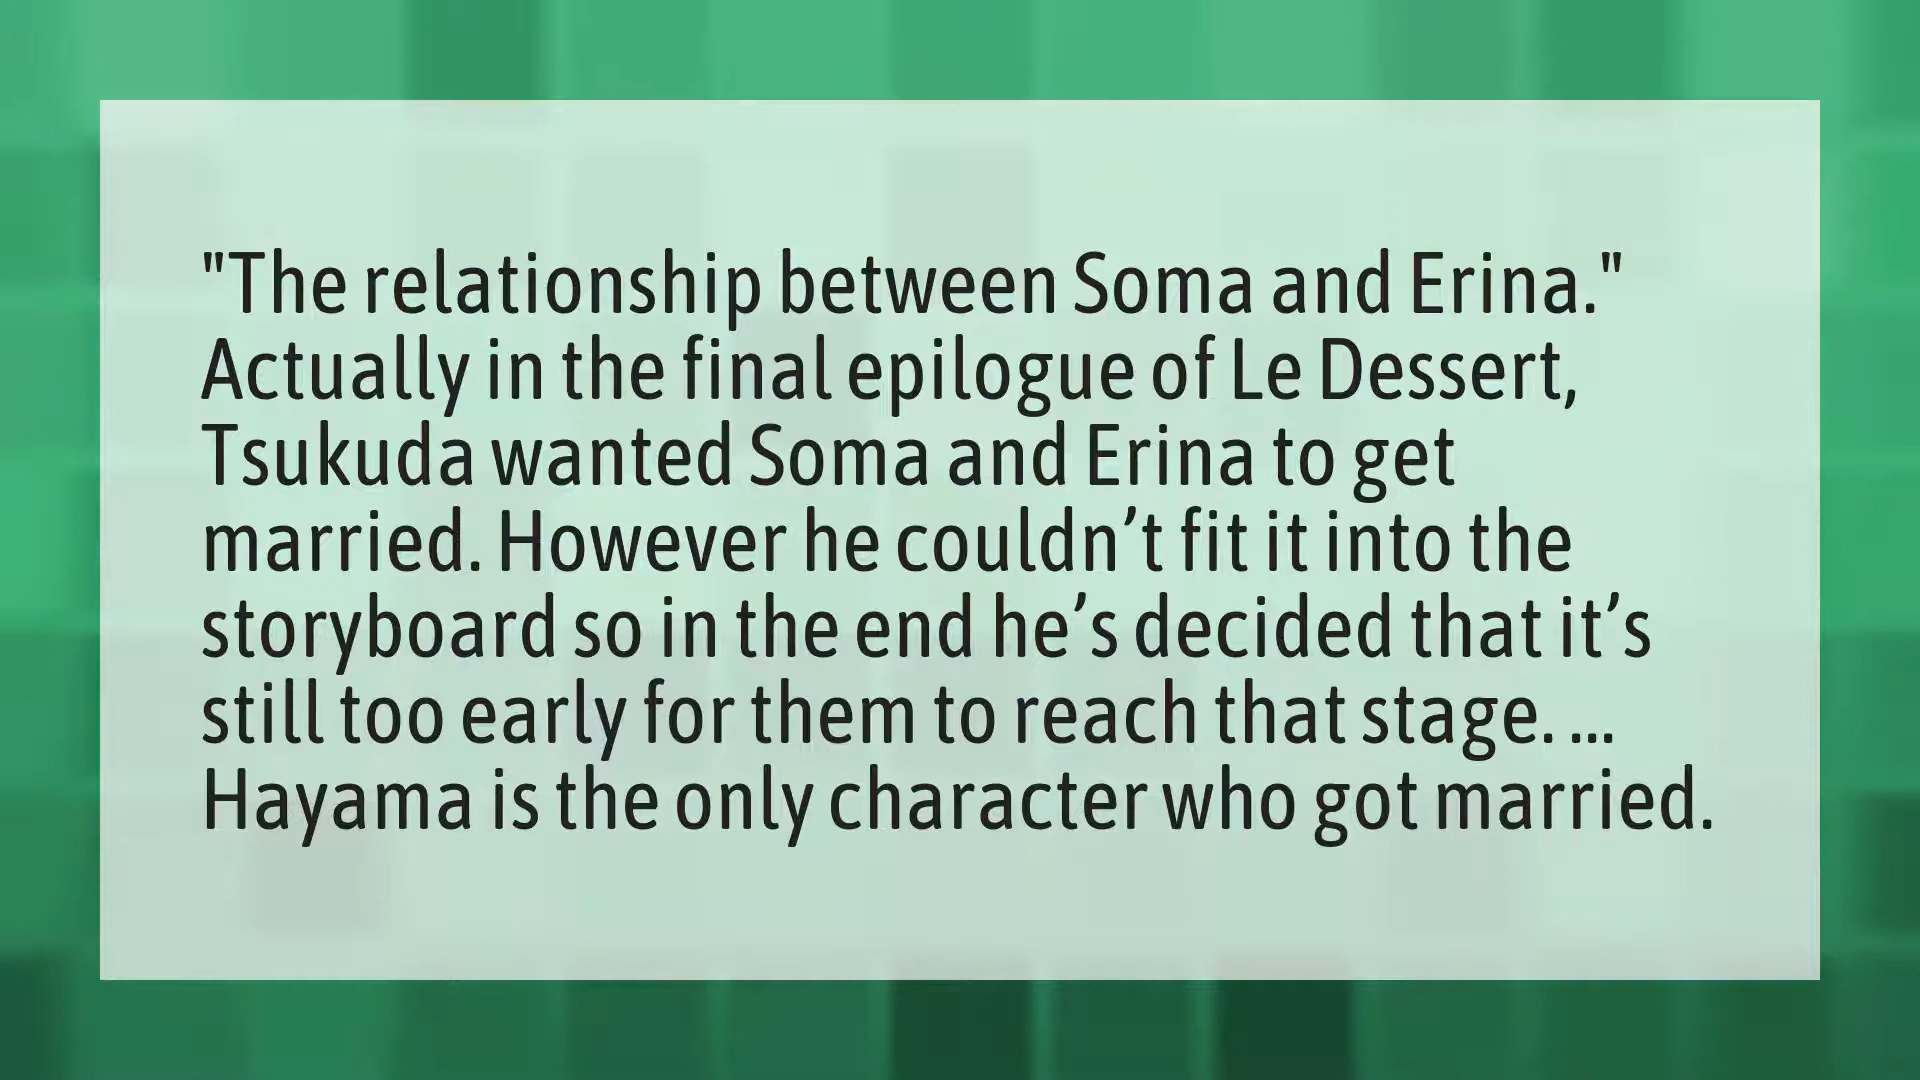 "The relationship between Soma and Erina."
Actually in the final epilogue of Le Dessert,
Tsukuda wanted Soma and Erina to get
married. However he couldn’t fit it into the
storyboard so in the end he’s decided that it’s
still too early for them to reach that stage. ...
Hayama is the only character who got married.